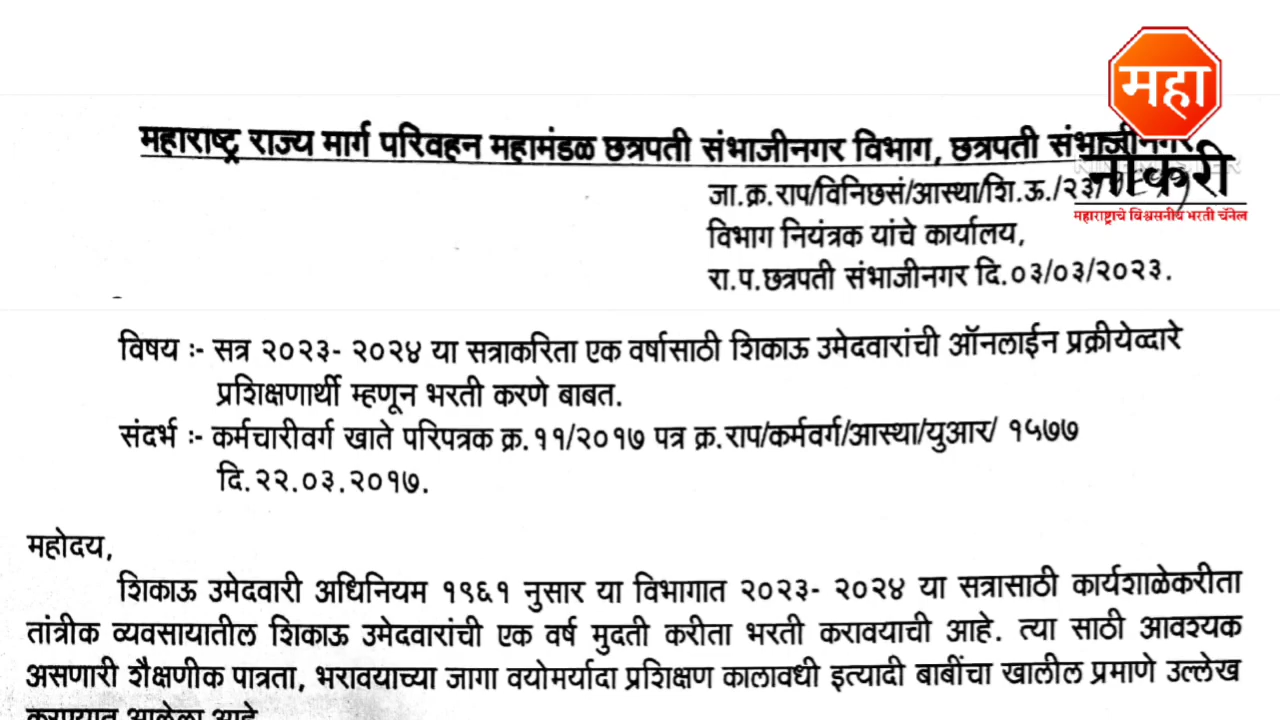 महा
नोकरी
महाराष्ट्राचे विश्वसनीय भरती चॅनेल
महाराष्ट्र राज्य मार्ग परिवहन महामंडळ छत्रपती संभाजीनगर विभाग, छत्रपती संभाजीनगर
जा.क्र.राप/विनिछसं/आस्था/शि.ऊ./२३/
विभाग नियंत्रक यांचे कार्यालय,
रा.प.छत्रपती संभाजीनगर दि.०३/०३/२०२३.
विषय :- सत्र २०२३- २०२४ या सत्राकरिता एक वर्षासाठी शिकाऊ उमेदवारांची ऑनलाईन प्रक्रीयेव्दारे
प्रशिक्षणार्थी म्हणून भरती करणे बाबत.
संदर्भ :- कर्मचारीवर्ग खाते परिपत्रक क्र.११/२०१७ पत्र क्र.राप/कर्मवर्ग/आस्था/युआर/ १५७७
दि.२२.०३.२०१७.
महोदय,
शिकाऊ उमेदवारी अधिनियम १९६१ नुसार या विभागात २०२३- २०२४ या सत्रासाठी कार्यशाळेकरीता
तांत्रीक व्यवसायातील शिकाऊ उमेदवारांची एक वर्ष मुदती करीता भरती करावयाची आहे. त्या साठी आवश्यक
असणारी शैक्षणीक पात्रता, भरावयाच्या जागा वयोमर्यादा प्रशिक्षण कालावधी इत्यादी बाबींचा खालील प्रमाणे उल्लेख
करण्यात आलेला आहे.